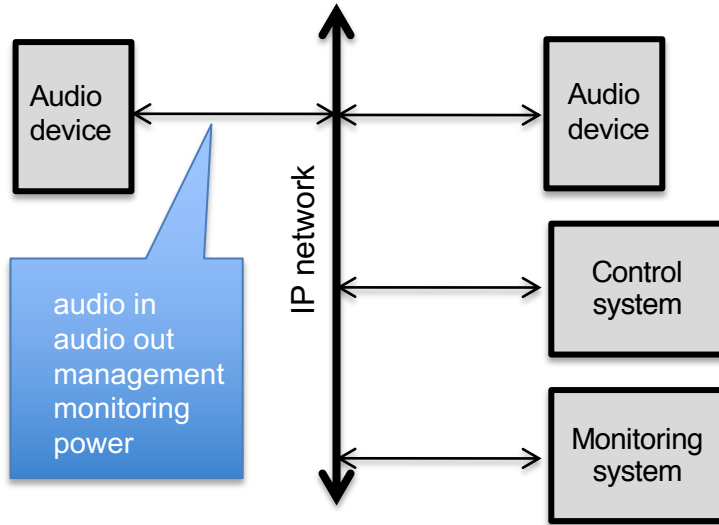 Audio
device
Audio
device
IP network
audio in
audio out
management
monitoring
power
Control
system
Monitoring
system